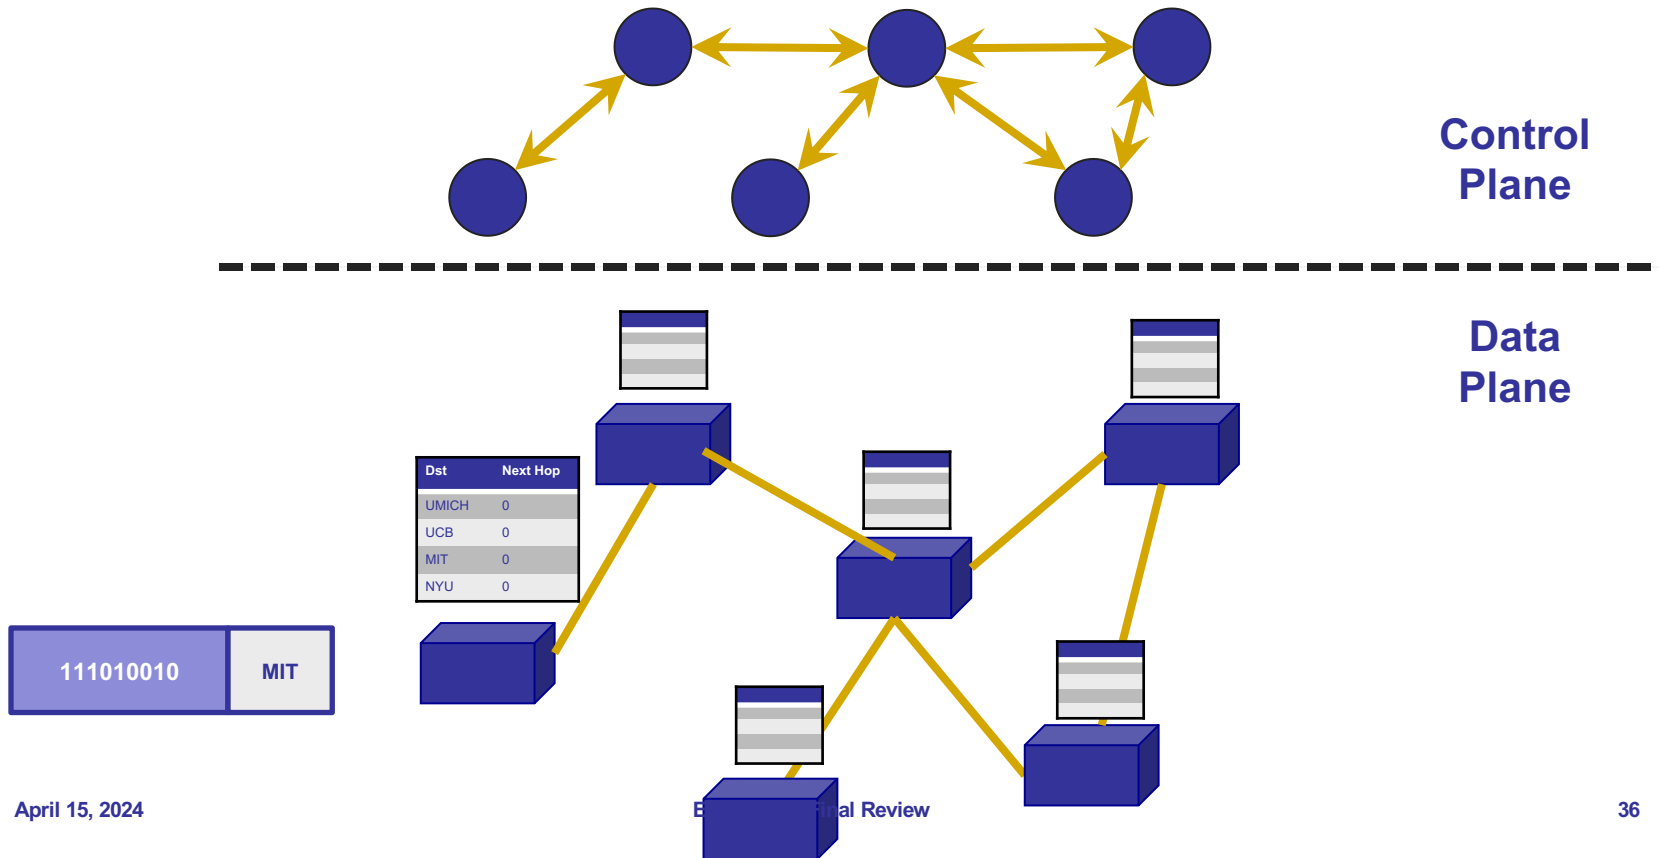 Control
Plane
Data
Plane
Dst Next Hop
UMICH 0
UCB 0
MIT 0
NYU 0
111010010 MIT
April 15, 2024
Review
36